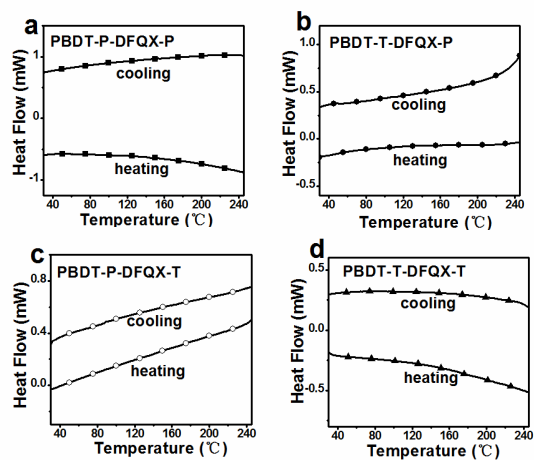 a
PBDT-P-DFQX-P
1
0
-1
cooling
heating
Heat Flow (mW)
40 80 120 160 200 240
Temperature (℃)
b
PBDT-T-DFQX-P
1.0
0.5
0.0
-0.5
cooling
heating
Heat Flow (mW)
40 80 120 160 200 240
Temperature (℃)
c
PBDT-P-DFQX-T
0.8
0.4
0.0
cooling
heating
Heat Flow (mW)
40 80 120 160 200 240
Temperature (℃)
d
PBDT-T-DFQX-T
0.5
0.0
-0.5
cooling
heating
Heat Flow (mW)
40 80 120 160 200 240
Temperature (℃)